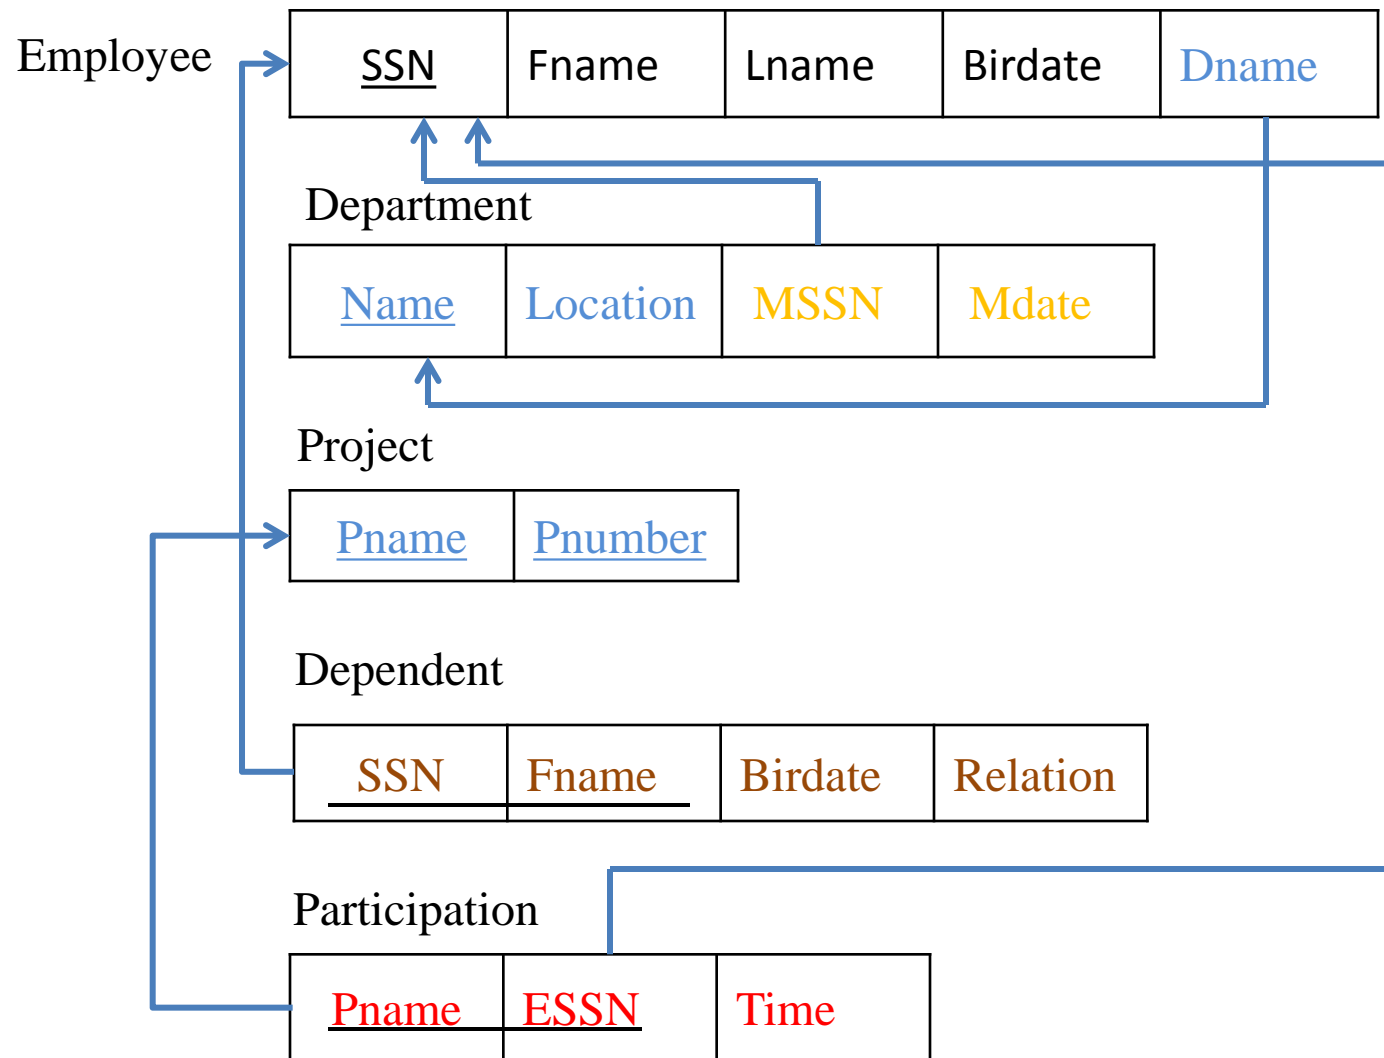 Employee SSN Fname Lname Birdate Dname
Department
Name Location MSSN Mdate
Project
Pname Pnumber
Dependent
SSN Fname Birdate Relation
Participation
Pname ESSN Time